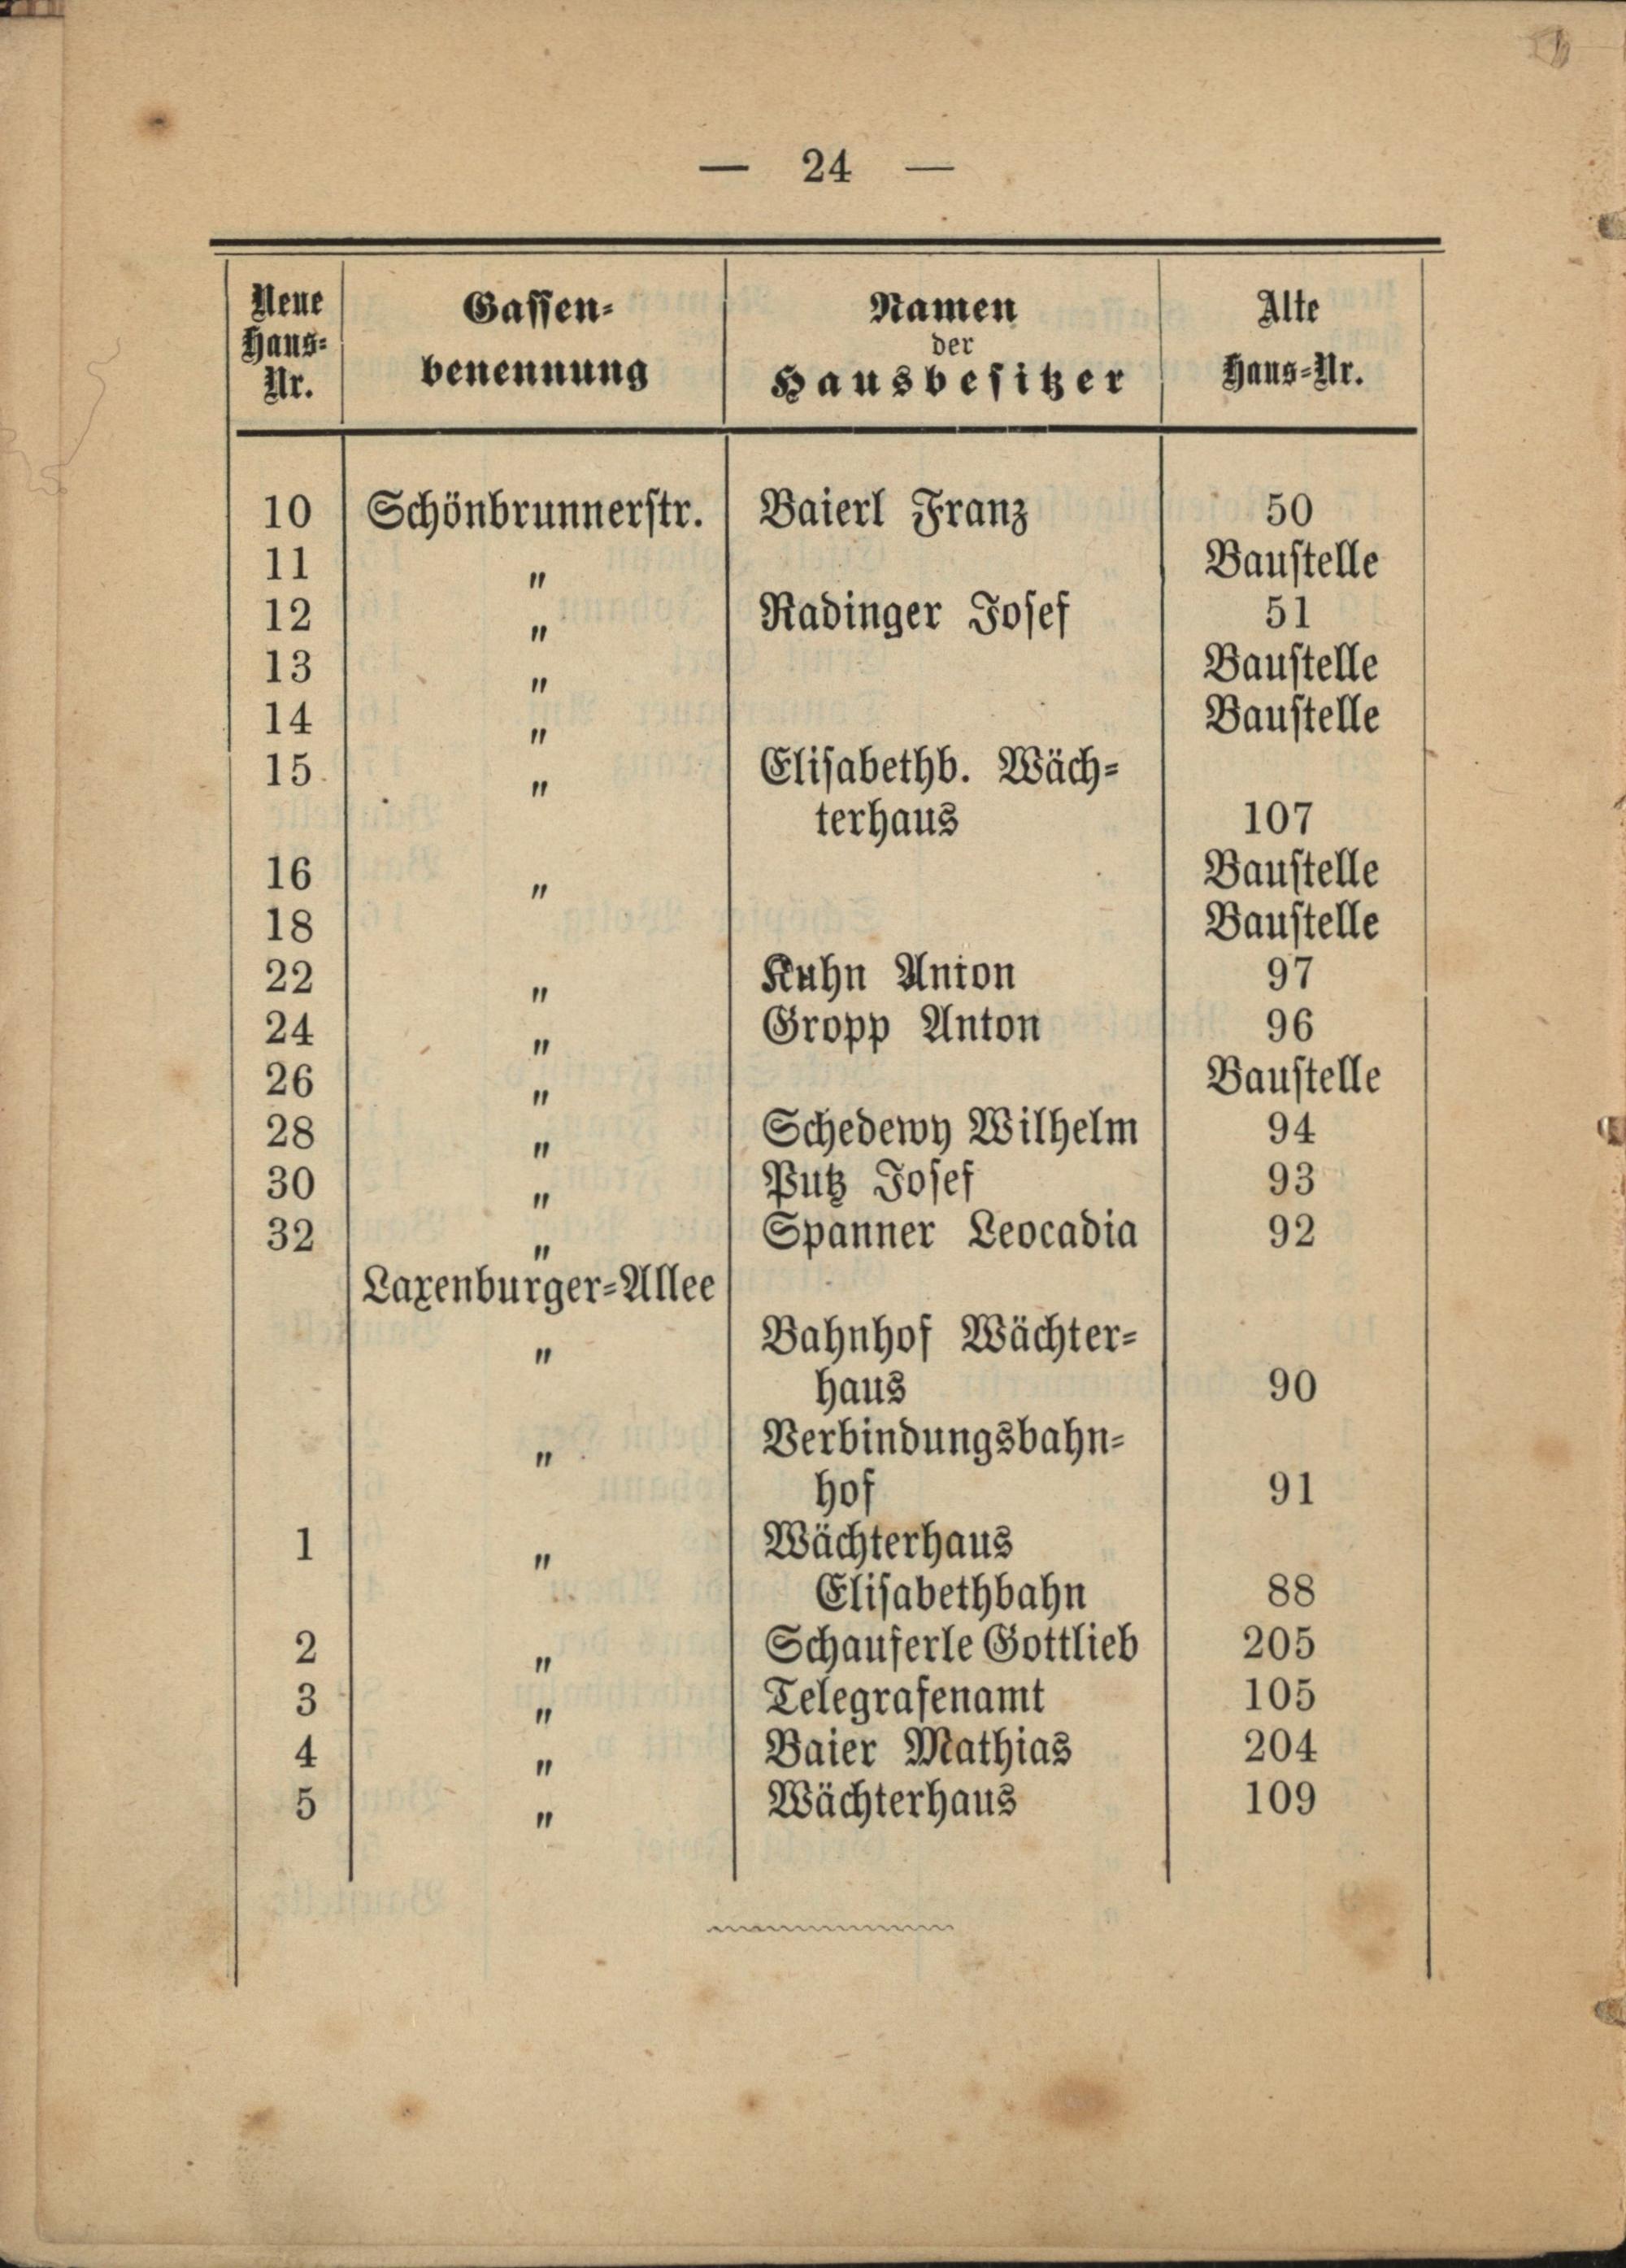 — 24 —
Neue Haus-Nr. Gassen-benennung Namen der Hausbesitzer Alte Haus-Nr.
10 Schönbrunnerstr. Baierl Franz 50
11 " Baustelle
12 " Radinger Josef 51
13 " Baustelle
14 " Baustelle
15 " Elisabethb. Wäch-
terhaus 107
16 " Baustelle
18 Baustelle
22 " Kuhn Anion 97
24 " Gropp Anton 96
26 " Baustelle
28 " Schedewy Wilhelm 94
30 " Putz Josef 93
32 " Spanner Leocadia 92
Laxenburger-Allee
" Bahnhof Wächter-
haus 90
" Verbindungsbahn-
hof 91
1 " Wächterhaus
Elisabethbahn 88
2 " Schauferle Gottlieb 205
3 " Telegrafenamt 105
4 " Baier Mathias 204
5 " Wächterhaus 109